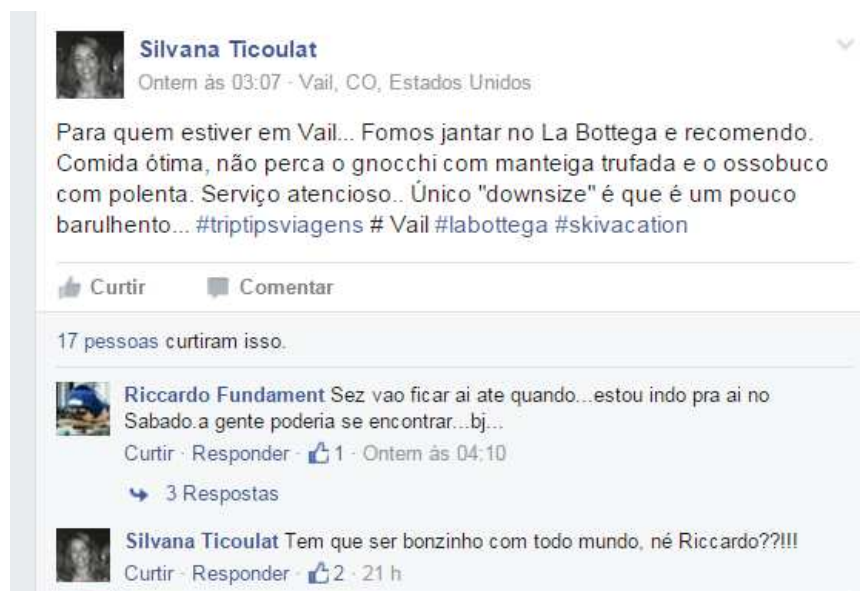 Silvana Ticoulat
Ontem às 03:07 · Vail, CO, Estados Unidos
Para quem estiver em Vail... Fomos jantar no La Bottega e recomendo.
Comida ótima, não perca o gnocchi com manteiga trufada e o ossobuco
com polenta. Serviço atencioso.. Único "downsize" é que é um pouco
barulhento... #triptipsviagens # Vail #labottega #skivacation
Curtir Comentar
17 pessoas curtiram isso.
Riccardo Fundament Sez vao ficar ai ate quando...estou indo pra ai no
Sabado.a gente poderia se encontrar...bj...
Curtir · Responder · 1 · Ontem às 04:10
3 Respostas
Silvana Ticoulat Tem que ser bonzinho com todo mundo, né Riccardo??!!!
Curtir · Responder · 2 · 21 h